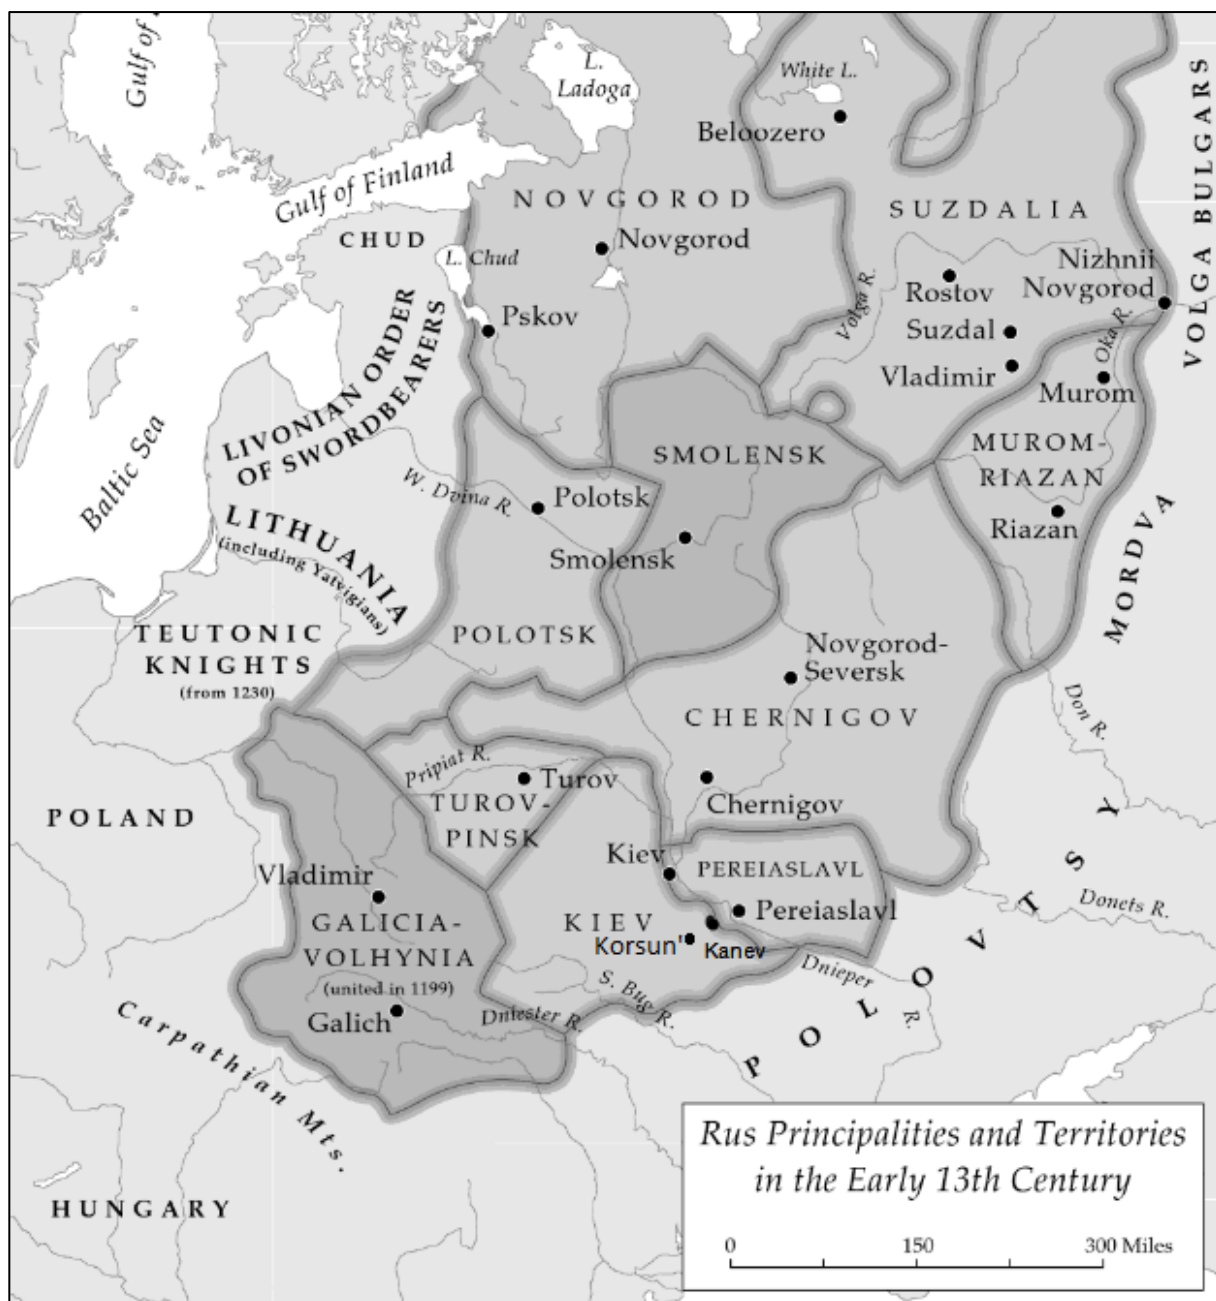 Gulf of
L.
Ladoga
White L.
Beloozero
VOLGA BULGARS
Gulf of Finland
NOVGOROD
SUZDALIA
CHUD
L. Chud
Novgorod
Nizhnii
Novgorod
Rostov
Volga R.
Pskov
Suzdal
Oka R.
Vladimir
Murom
LIVONIAN ORDER
OF SWORDBEARERS
Baltic Sea
SMOLENSK
MUROM-
RIAZAN
W. Dvina R.
Polotsk
Riazan
LITHUANIA
(including Yatvigians)
Smolensk
MORDVA
TEUTONIC
KNIGHTS
(from 1230)
POLOTSK
Novgorod-
Seversk
CHERNIGOV
Don R.
Pripiat R.
Turov
TUROV-
PINSK
Chernigov
POLAND
Kiev
PEREIASLAVL
Vladimir
Pereiaslavl
Donets R.
GALICIA-
VOLHYNIA
(united in 1199)
KIEV
Korsun'
Kanev
Dnieper
R.
S. Bug R.
Galich
Dniester R.
POLOVTSY
Carpathian Mts.
HUNGARY
Rus Principalities and Territories
in the Early 13th Century
0 150 300 Miles